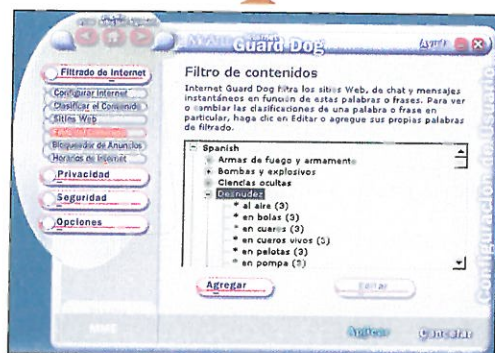 Guard Dog
Ayuda
Filtrado de Internet
Configurar Internet
Clasificar el Contenido
Sitios Web
Filtro de Contenidos
Bloqueador de Anuncios
Horarios de Internet
Privacidad
Seguridad
Opciones
Filtro de contenidos
Internet Guard Dog filtra los sitios Web, de chat y mensajes
instantáneos en función de estas palabras o frases. Para ver
o cambiar las clasificaciones de una palabra o frase en
particular, haga clic en Editar o agregue sus propias palabras
de filtrado.
Spanish
Armas de fuego y armamento
Bombas y explosivos
Ciencias ocultas
Desnudez
* al aire (3)
* en bolas (3)
* en cueros (3)
* en cueros vivos (3)
* en pelotas (3)
* en pompa (3)
Agregar
Editar
Aplicar
Cancelar
Configuración del Usuario